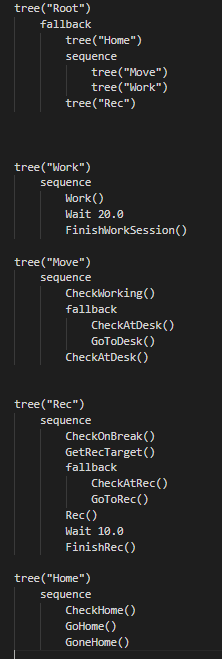 tree("Root")
    fallback
        tree("Home")
        sequence
            tree("Move")
            tree("Work")
        tree("Rec")

tree("Work")
    sequence
        Work()
        Wait 20.0
        FinishWorkSession()

tree("Move")
    sequence
        CheckWorking()
        fallback
            CheckAtDesk()
            GoToDesk()
        CheckAtDesk()

tree("Rec")
    sequence
        CheckOnBreak()
        GetRecTarget()
        fallback
            CheckAtRec()
            GoToRec()
        Rec()
        Wait 10.0
        FinishRec()

tree("Home")
    sequence
        CheckHome()
        GoHome()
        GoneHome()